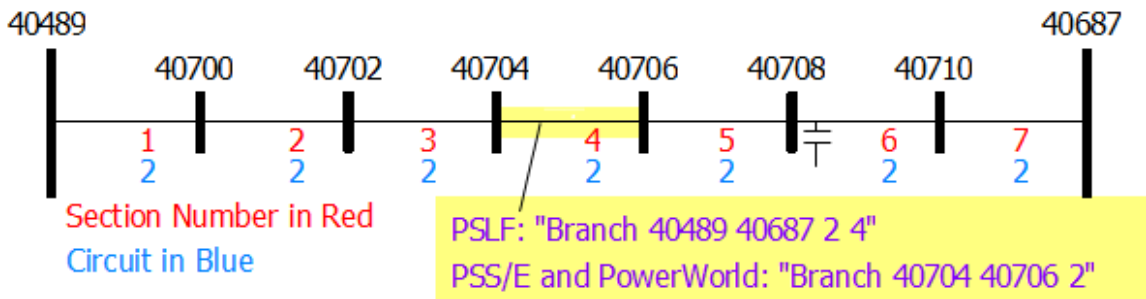 40489
40687
40700 40702 40704 40706 40708 40710
1 2 3 4 5 6 7
2 2 2 2 2 2 2
Section Number in Red
Circuit in Blue
PSLF: "Branch 40489 40687 2 4"
PSS/E and PowerWorld: "Branch 40704 40706 2"